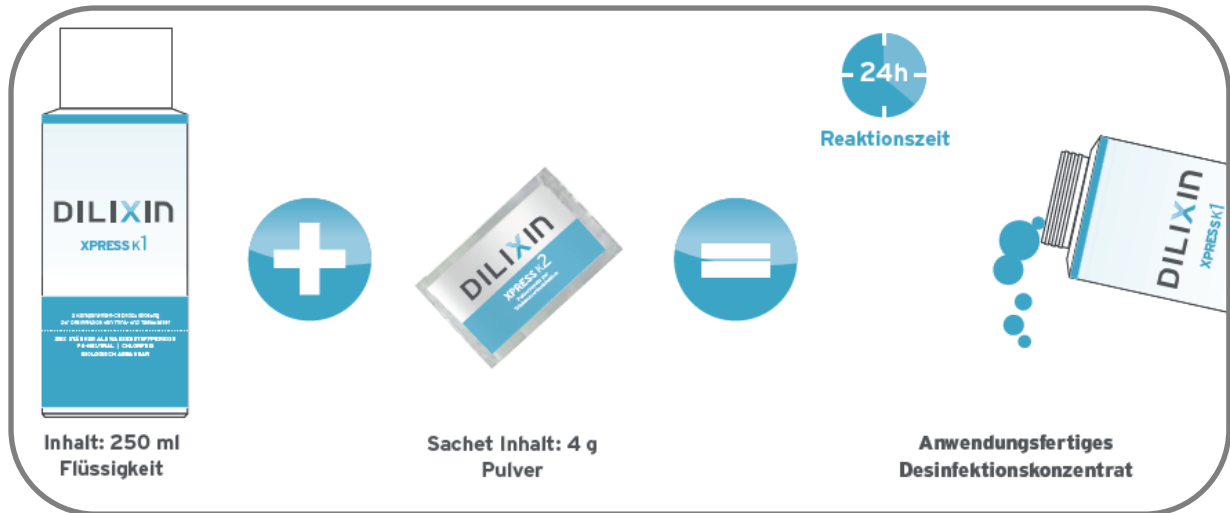 DILIXIN
XPRESS K1
Inhalt: 250 ml
Flüssigkeit
DILIXIN
XPRESS K2
Sachet Inhalt: 4 g
Pulver
24h
Reaktionszeit
DILIXIN
XPRESS K1
Anwendungsfertiges
Desinfektionskonzentrat